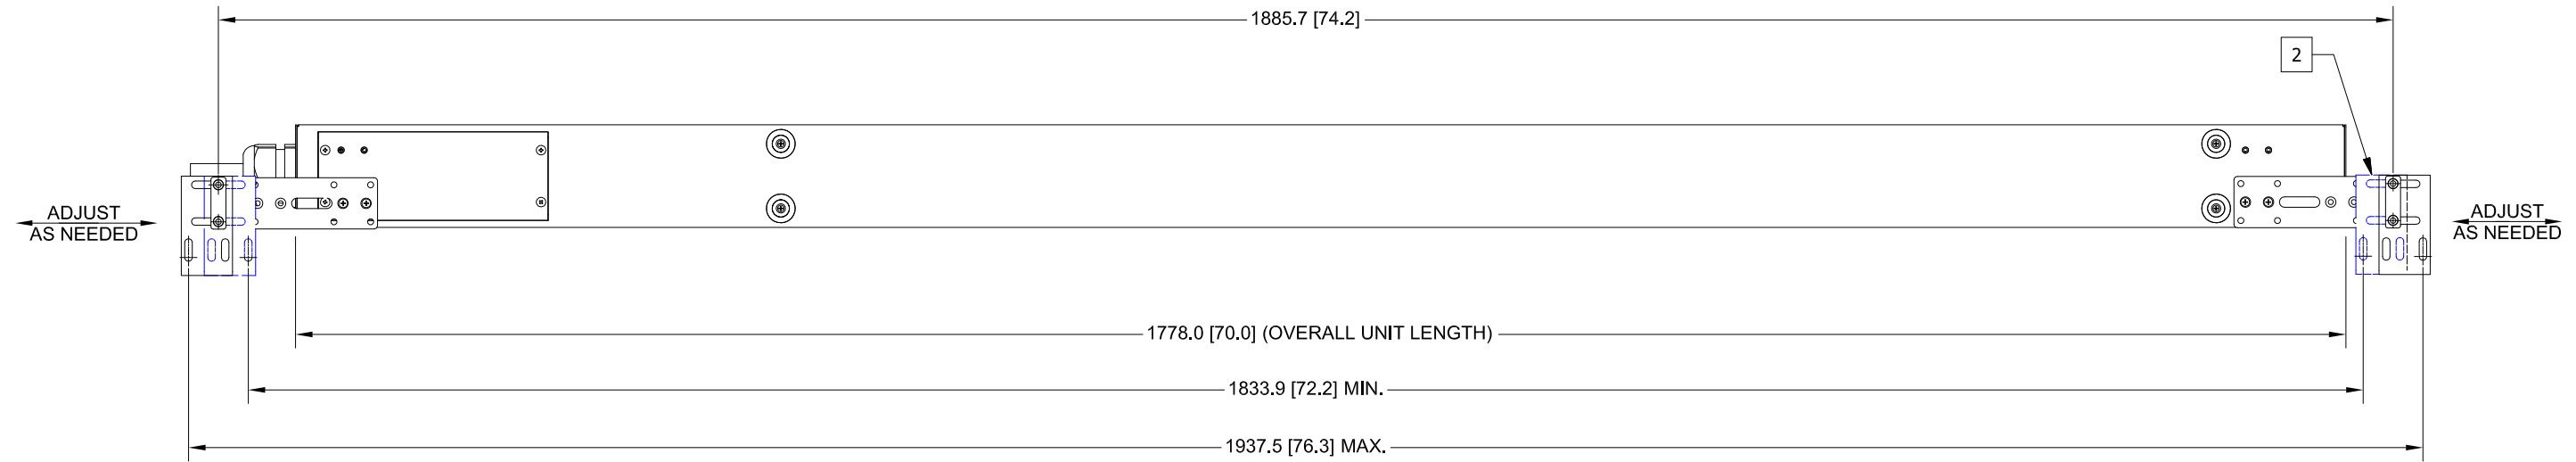 1885.7 [74.2]
2
ADJUST
AS NEEDED
ADJUST
AS NEEDED
1778.0 [70.0] (OVERALL UNIT LENGTH)
1833.9 [72.2] MIN.
1937.5 [76.3] MAX.